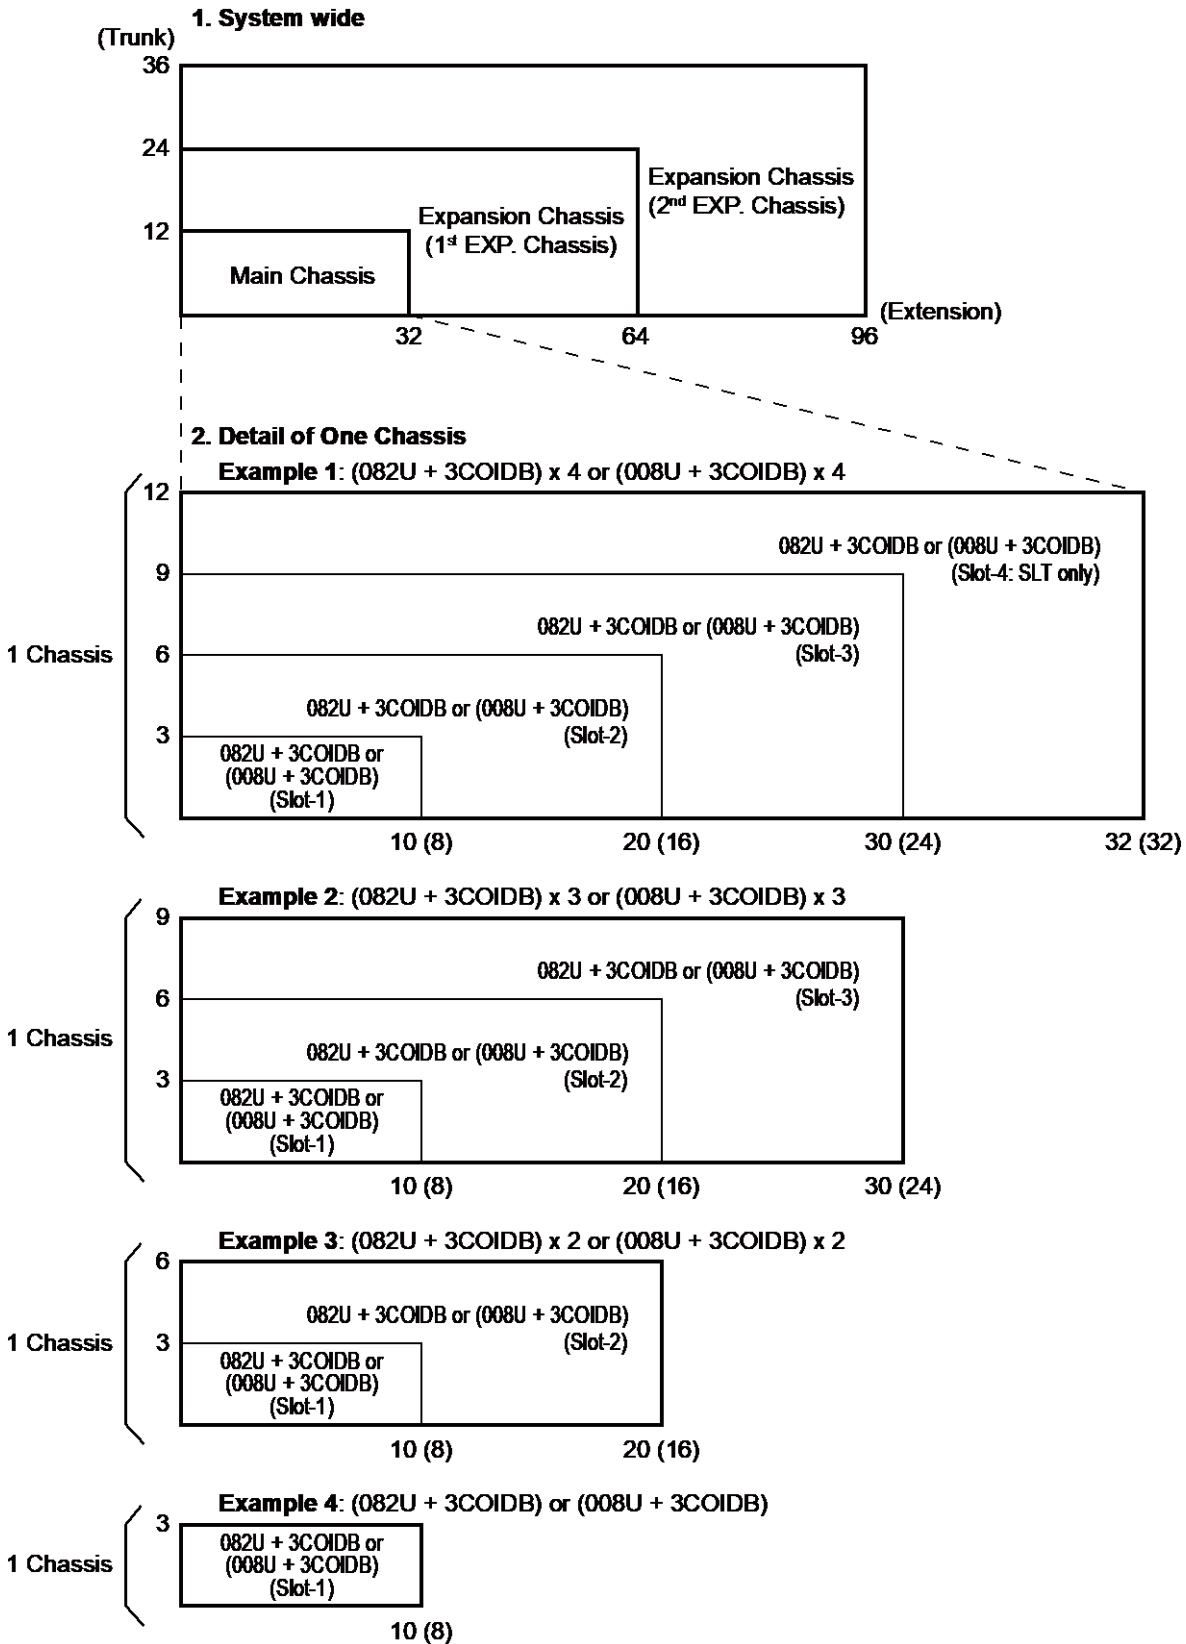 1. System wide
(Trunk)
36
24
12
Expansion Chassis
(2nd EXP. Chassis)
Expansion Chassis
(1st EXP. Chassis)
Main Chassis
(Extension)
32
64
96
2. Detail of One Chassis
Example 1: (082U + 3COIDB) x 4 or (008U + 3COIDB) x 4
12
082U + 3COIDB or (008U + 3COIDB)
(Slot-4: SLT only)
9
082U + 3COIDB or (008U + 3COIDB)
(Slot-3)
1 Chassis
6
082U + 3COIDB or (008U + 3COIDB)
(Slot-2)
3
082U + 3COIDB or
(008U + 3COIDB)
(Slot-1)
10 (8)
20 (16)
30 (24)
32 (32)
Example 2: (082U + 3COIDB) x 3 or (008U + 3COIDB) x 3
9
082U + 3COIDB or (008U + 3COIDB)
(Slot-3)
6
1 Chassis
082U + 3COIDB or (008U + 3COIDB)
(Slot-2)
3
082U + 3COIDB or
(008U + 3COIDB)
(Slot-1)
10 (8)
20 (16)
30 (24)
Example 3: (082U + 3COIDB) x 2 or (008U + 3COIDB) x 2
6
082U + 3COIDB or (008U + 3COIDB)
(Slot-2)
1 Chassis
3
082U + 3COIDB or
(008U + 3COIDB)
(Slot-1)
10 (8)
20 (16)
Example 4: (082U + 3COIDB) or (008U + 3COIDB)
3
1 Chassis
082U + 3COIDB or
(008U + 3COIDB)
(Slot-1)
10 (8)